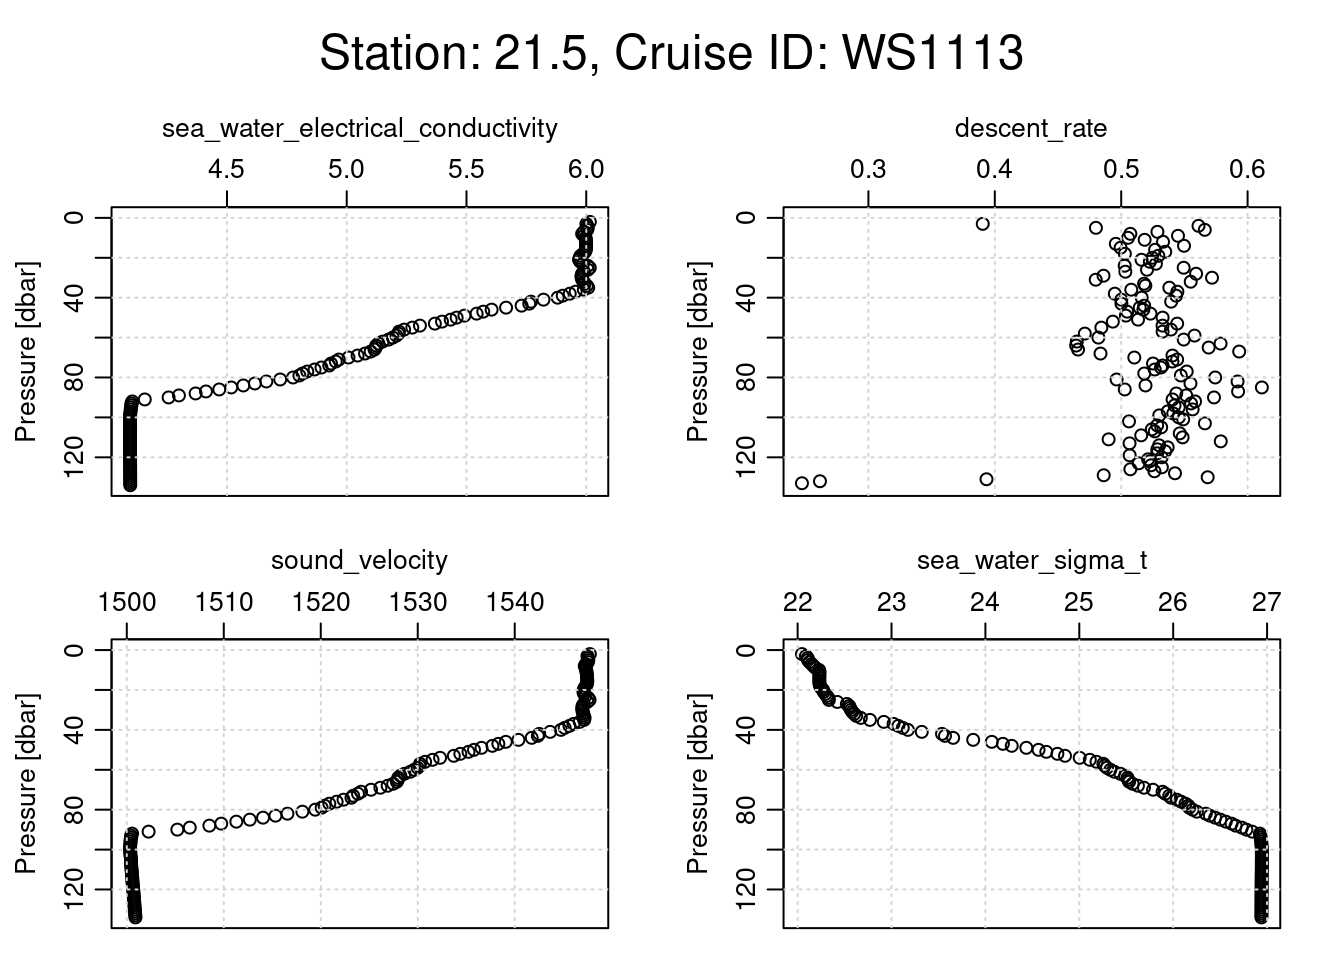 Station: 21.5, Cruise ID: WS1113
sea_water_electrical_conductivity
4.5 5.0 5.5 6.0
Pressure [dbar]
0
40
80
120
descent_rate
0.3 0.4 0.5 0.6
Pressure [dbar]
0
40
80
120
sound_velocity
1500 1510 1520 1530 1540
Pressure [dbar]
0
40
80
120
sea_water_sigma_t
22 23 24 25 26 27
Pressure [dbar]
0
40
80
120